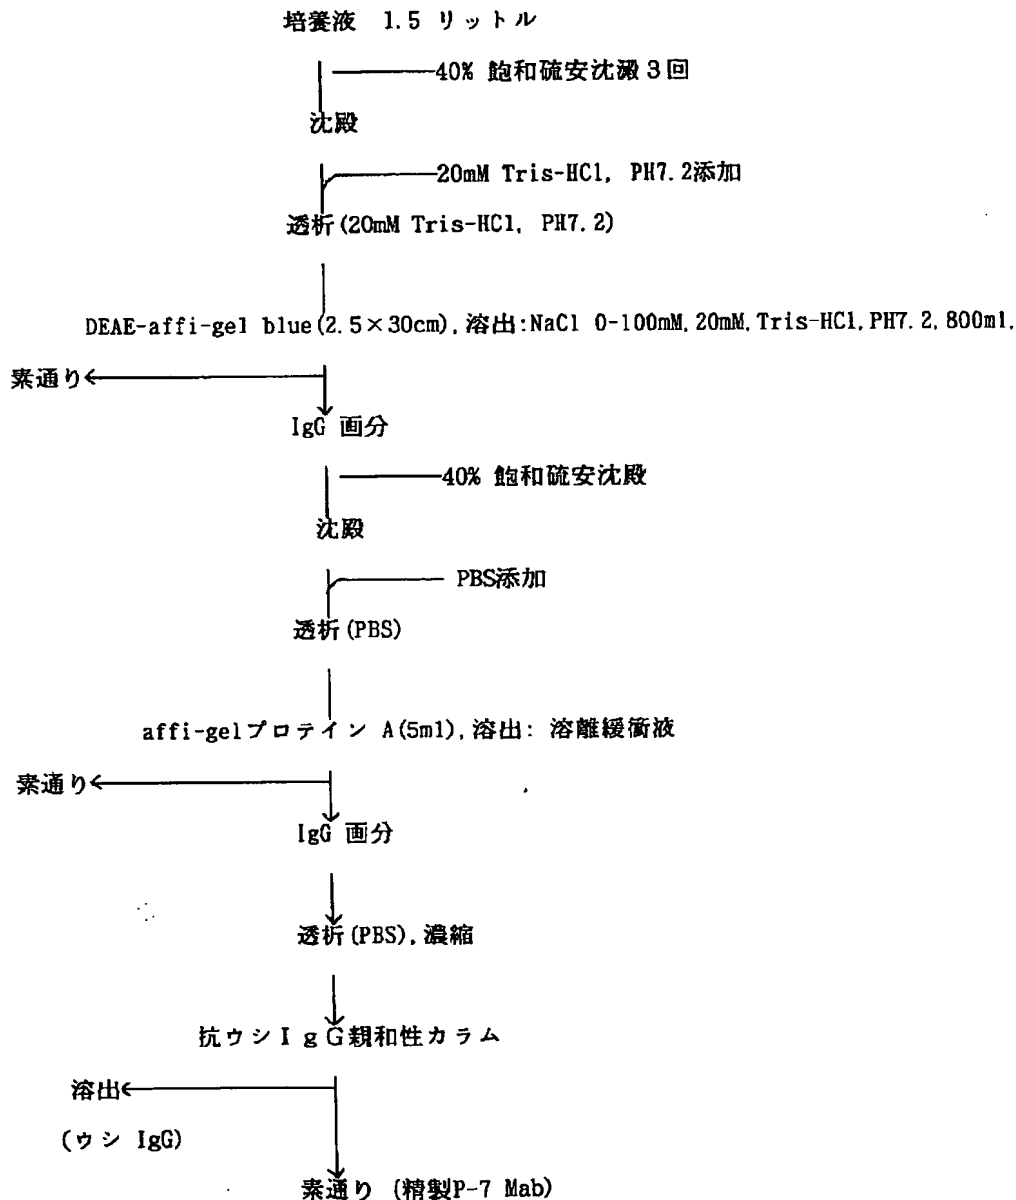 培養液 1.5 リットル
40% 飽和硫安沈澱3回
沈殿
20mM Tris-HCl, PH7.2添加
透析(20mM Tris-HCl, PH7.2)
DEAE-affi-gel blue(2.5×30cm),溶出:NaCl 0-100mM,20mM,Tris-HCl,PH7.2,800ml.
素通り
IgG 画分
40% 飽和硫安沈殿
沈殿
PBS添加
透析(PBS)
affi-gelプロテイン A(5ml),溶出: 溶離緩衝液
素通り
IgG 画分
透析(PBS),濃縮
抗ウシIgG親和性カラム
溶出
(ウシ IgG)
素通り (精製P-7 Mab)